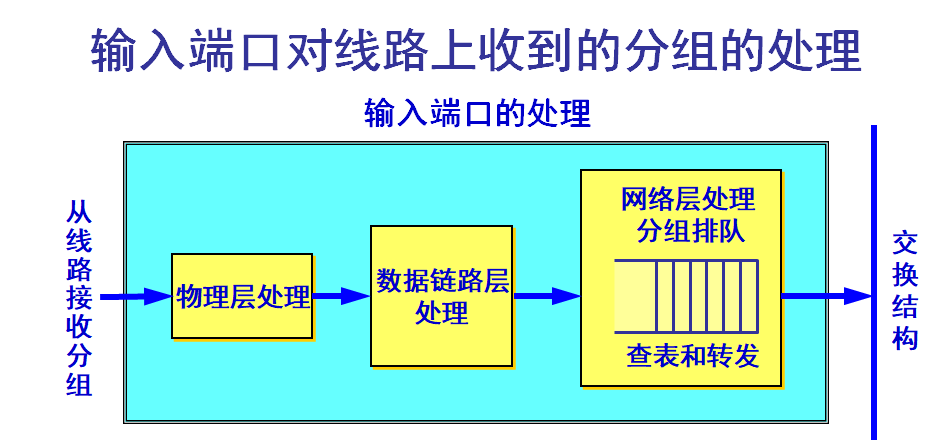 输入端口对线路上收到的分组的处理
输入端口的处理
从线路接收分组
物理层处理
数据链路层
处理
网络层处理
分组排队
查表和转发
交换结构